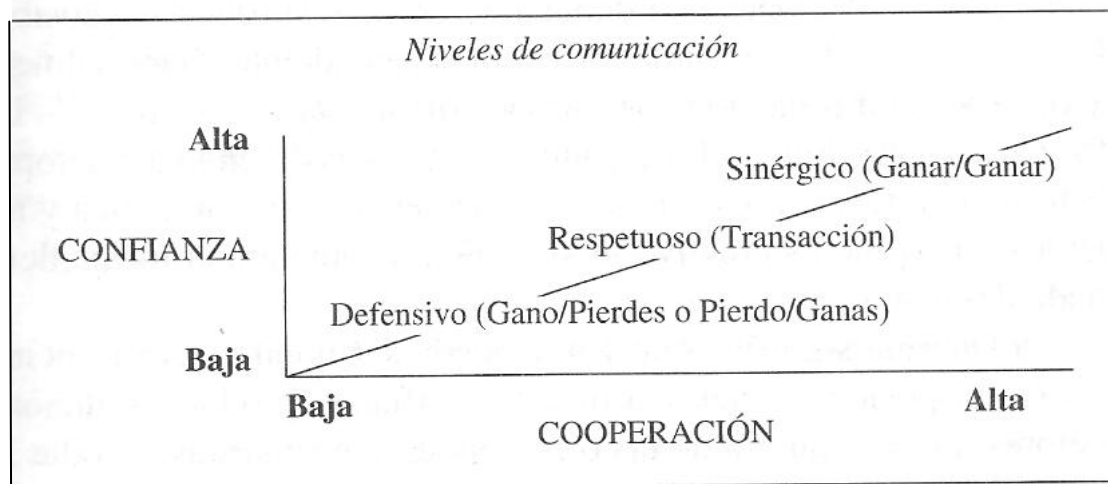 Niveles de comunicación
Alta
Sinérgico (Ganar/Ganar)
CONFIANZA
Respetuoso (Transacción)
Defensivo (Gano/Pierdes o Pierdo/Ganas)
Baja
Baja
Alta
COOPERACIÓN